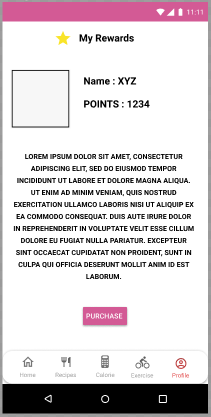 11:11
My Rewards
Name : XYZ
POINTS : 1234
LOREM IPSUM DOLOR SIT AMET, CONSECTETUR
ADIPISCING ELIT, SED DO EIUSMOD TEMPOR
INCIDIDUNT UT LABORE ET DOLORE MAGNA ALIQUA.
UT ENIM AD MINIM VENIAM, QUIS NOSTRUD
EXERCITATION ULLAMCO LABORIS NISI UT ALIQUIP EX
EA COMMODO CONSEQUAT. DUIS AUTE IRURE DOLOR
IN REPREHENDERIT IN VOLUPTATE VELIT ESSE CILLUM
DOLORE EU FUGIAT NULLA PARIATUR. EXCEPTEUR
SINT OCCAECAT CUPIDATAT NON PROIDENT, SUNT IN
CULPA QUI OFFICIA DESERUNT MOLLIT ANIM ID EST
LABORUM.
PURCHASE
Home Recipes Calorie Exercise Profile